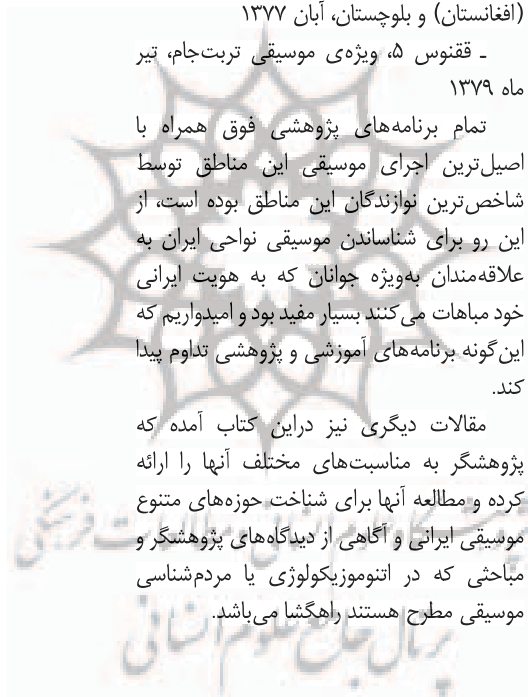 (افغانستان) و بلوچستان، آبان ۱۳۷۷
ـ ققنوس ۵، ویژه‌ی موسیقی تربت‌جام، تیر
ماه ۱۳۷۹
تمام برنامه‌های پژوهشی فوق همراه با
اصیل‌ترین اجرای موسیقی این مناطق توسط
شاخص‌ترین نوازندگان این مناطق بوده است، از
این رو برای شناساندن موسیقی نواحی ایران به
علاقه‌مندان به‌ویژه جوانان که به هویت ایرانی
خود مباهات می‌کنند بسیار مفید بود و امیدواریم که
این‌گونه برنامه‌های آموزشی و پژوهشی تداوم پیدا
کند.
مقالات دیگری نیز دراین کتاب آمده که
پژوهشگر به مناسبت‌های مختلف آنها را ارائه
کرده و مطالعه آنها برای شناخت حوزه‌های متنوع
موسیقی ایرانی و آگاهی از دیدگاه‌های پژوهشگر و
مباحثی که در اتنوموزیکولوژی یا مردم‌شناسی
موسیقی مطرح هستند راهگشا می‌باشد.
پرتال جامع علوم انسانی